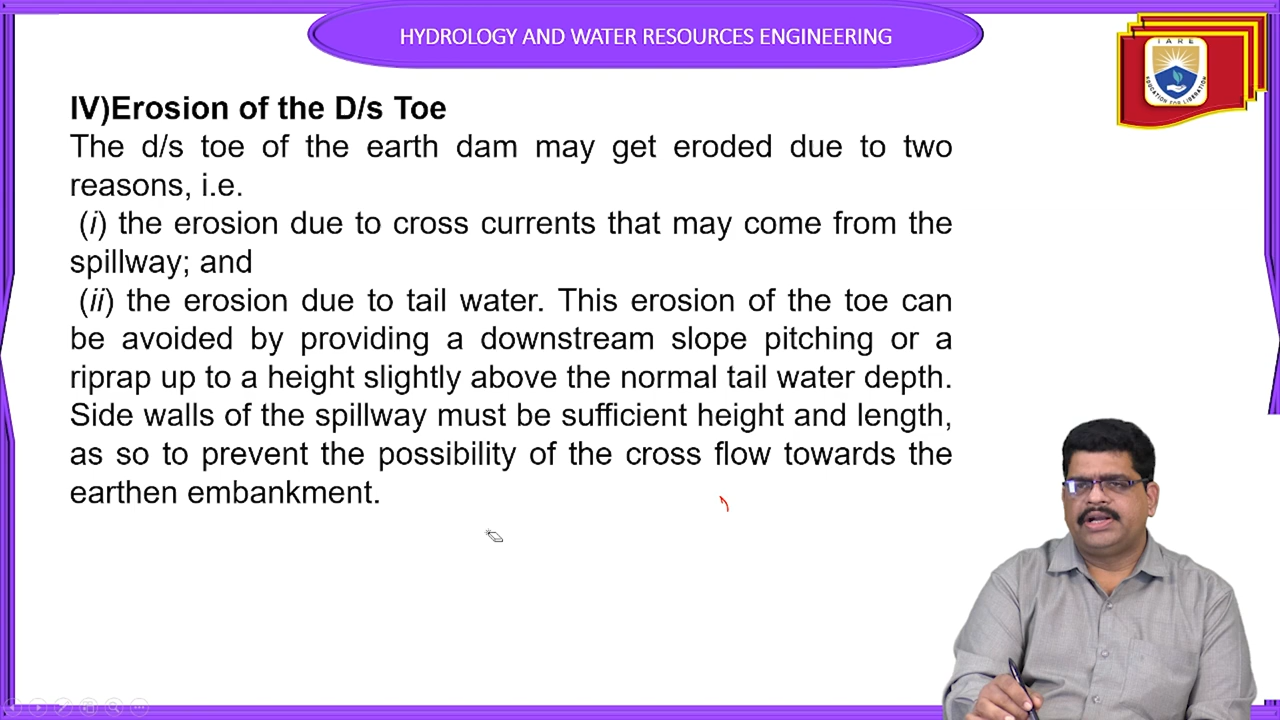 HYDROLOGY AND WATER RESOURCES ENGINEERING
IARE
EDUCATION FOR LIBERATION
IV)Erosion of the D/s Toe
The d/s toe of the earth dam may get eroded due to two
reasons, i.e.
(i) the erosion due to cross currents that may come from the
spillway; and
(ii) the erosion due to tail water. This erosion of the toe can
be avoided by providing a downstream slope pitching or a
riprap up to a height slightly above the normal tail water depth.
Side walls of the spillway must be sufficient height and length,
as so to prevent the possibility of the cross flow towards the
earthen embankment.